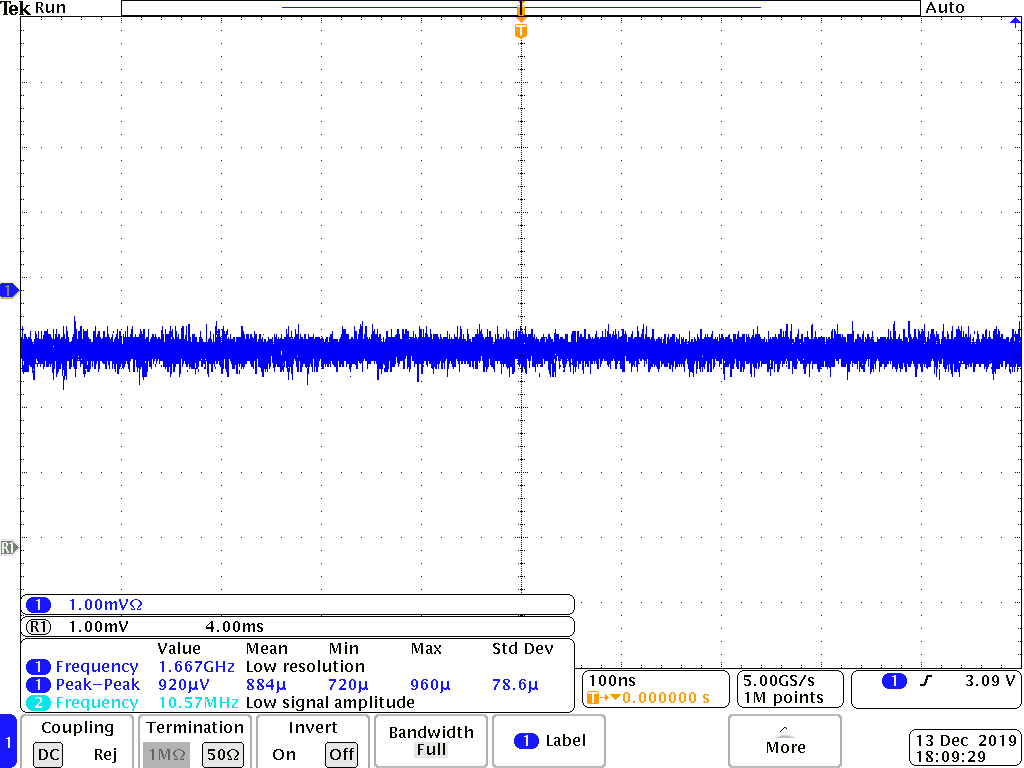 Tek Run Auto
T
1
R1
1 1.00mVΩ
R1 1.00mV 4.00ms
Value Mean Min Max Std Dev
1 Frequency 1.667GHz Low resolution
1 Peak−Peak 920µV 884µ 720µ 960µ 78.6µ
2 Frequency 10.57MHz Low signal amplitude
100ns
T→▼0.000000 s
5.00GS/s
1M points
1 ƒ 3.09 V
1
Coupling
DC Rej
Termination
1MΩ 50Ω
Invert
On Off
Bandwidth
Full
1 Label
More
13 Dec 2019
18:09:29